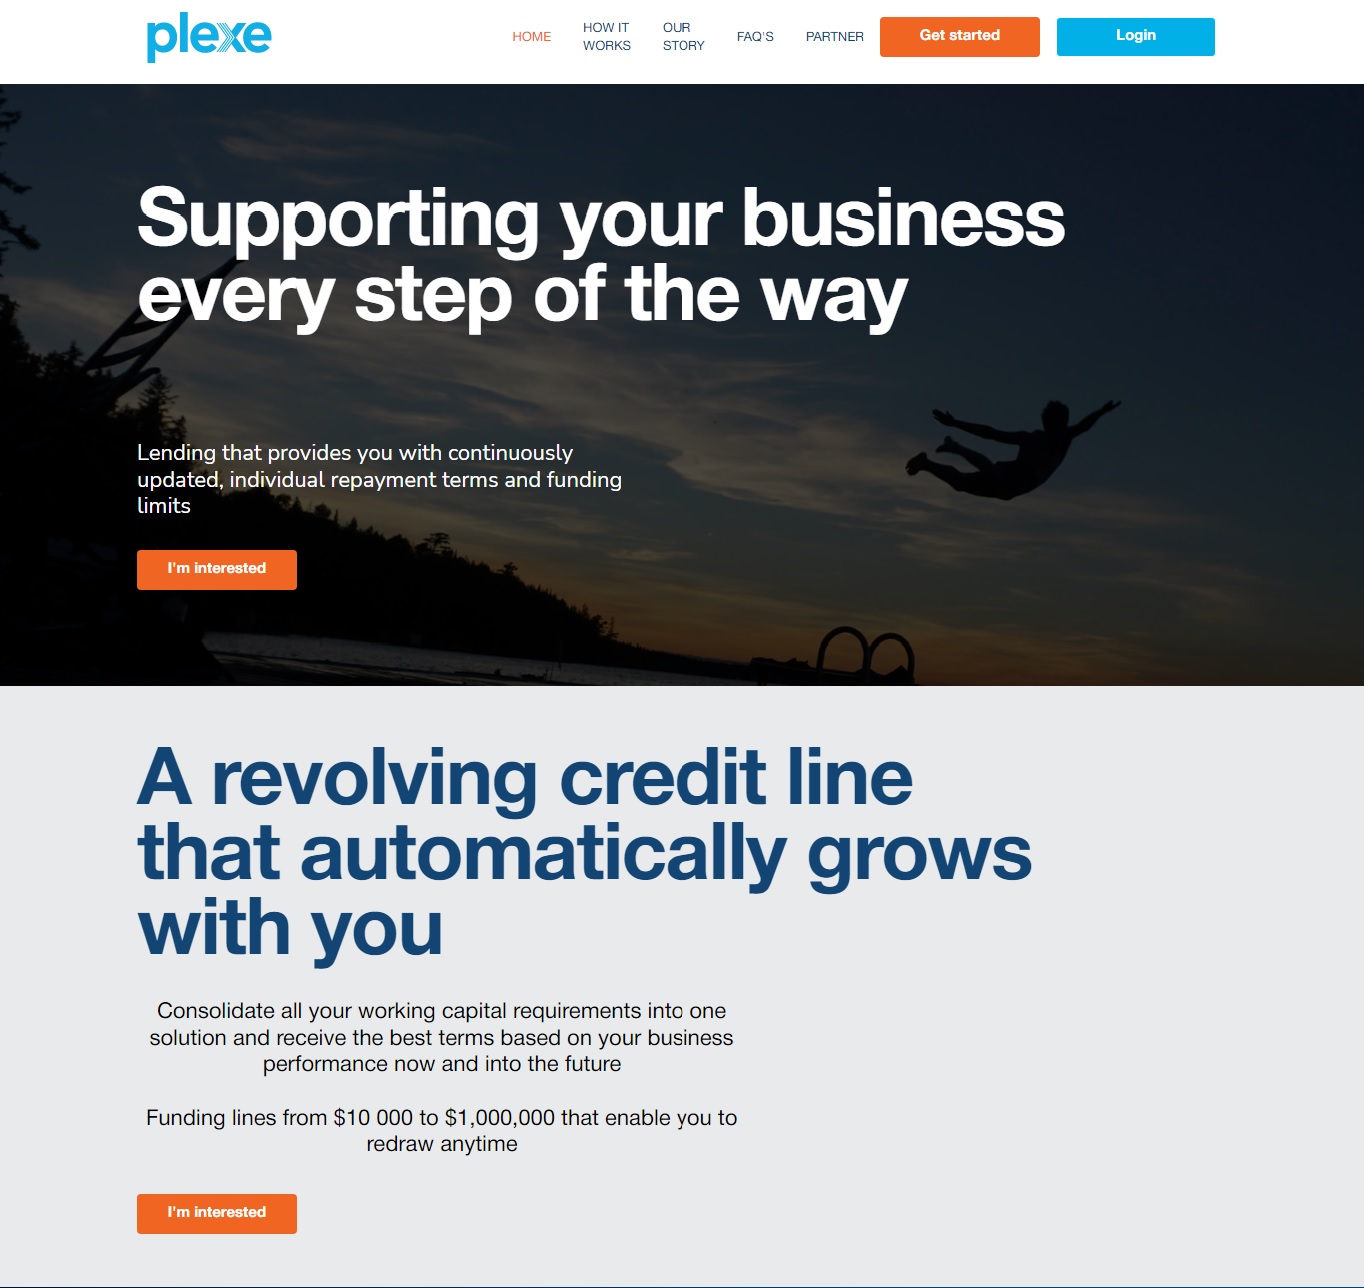 plexe
HOME
HOW IT
WORKS
OUR
STORY
FAQ'S
PARTNER
Get started
Login
Supporting your business
every step of the way
Lending that provides you with continuously
updated, individual repayment terms and funding
limits
I'm interested
A revolving credit line
that automatically grows
with you
Consolidate all your working capital requirements into one
solution and receive the best terms based on your business
performance now and into the future
Funding lines from $10 000 to $1,000,000 that enable you to
redraw anytime
I'm interested